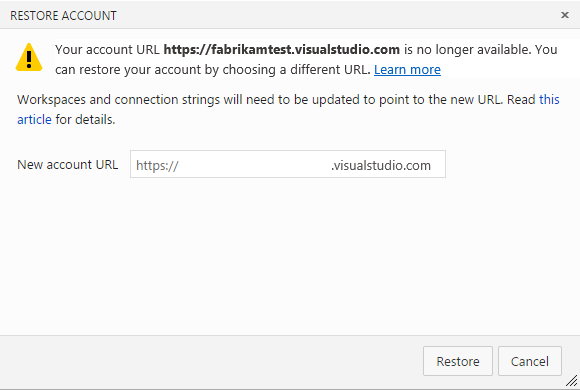 RESTORE ACCOUNT ×
Your account URL https://fabrikamtest.visualstudio.com is no longer available. You
can restore your account by choosing a different URL. Learn more
Workspaces and connection strings will need to be updated to point to the new URL. Read this
article for details.
New account URL https:// .visualstudio.com
Restore Cancel